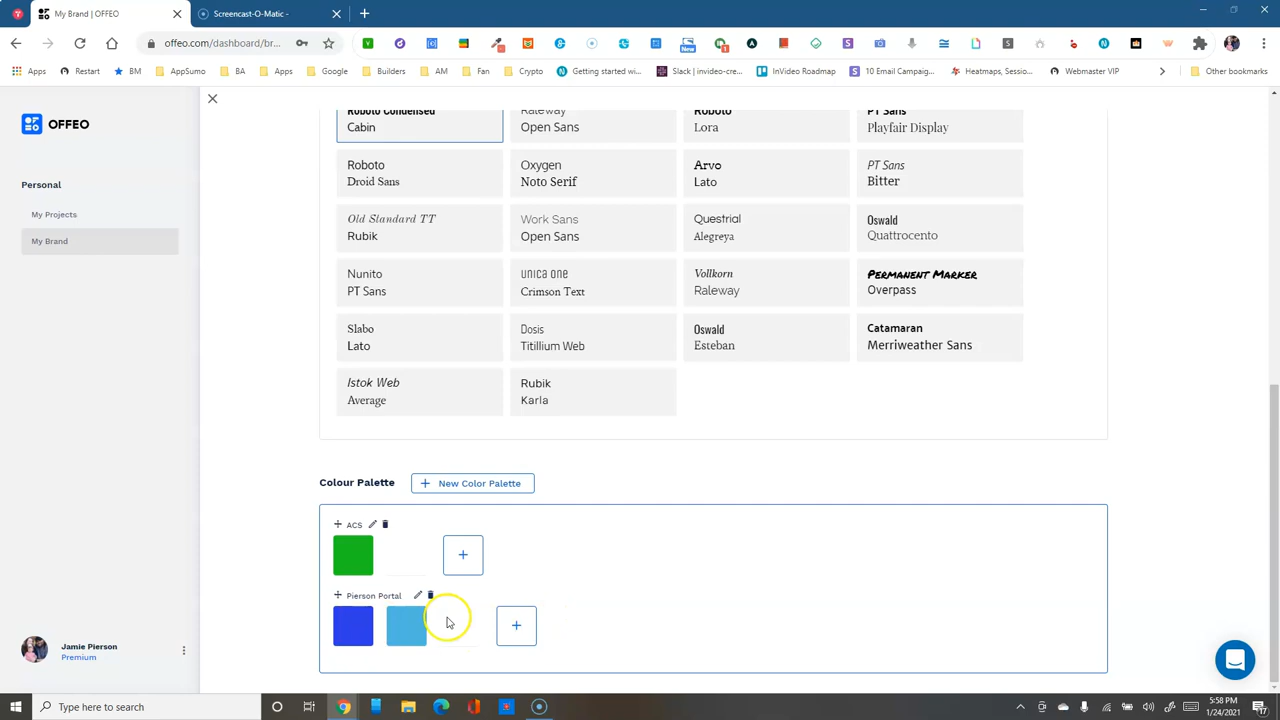 My Brand | OFFEO
Screencast-O-Matic -
offeo.com/dashboard/br...
Apps
Restart
BM
AppSumo
BA
Apps
Google
Builders
AM
Fan
Crypto
Getting started wi...
Slack | invideo-cre...
InVideo Roadmap
10 Email Campaig...
Heatmaps, Sessio...
Webmaster VIP
Other bookmarks
OFFEO
Personal
My Projects
My Brand
Roboto Condensed
Cabin
Raleway
Open Sans
Roboto
Lora
PT Sans
Playfair Display
Roboto
Droid Sans
Oxygen
Noto Serif
Arvo
Lato
PT Sans
Bitter
Old Standard TT
Rubik
Work Sans
Open Sans
Questrial
Alegreya
Oswald
Quattrocento
Nunito
PT Sans
Unica One
Crimson Text
Vollkorn
Raleway
Permanent Marker
Overpass
Slabo
Lato
Dosis
Titillium Web
Oswald
Esteban
Catamaran
Merriweather Sans
Istok Web
Average
Rubik
Karla
Colour Palette
+ New Color Palette
ACS
+
Pierson Portal
+
Jamie Pierson
Premium
Type here to search
5:58 PM
1/24/2021
17